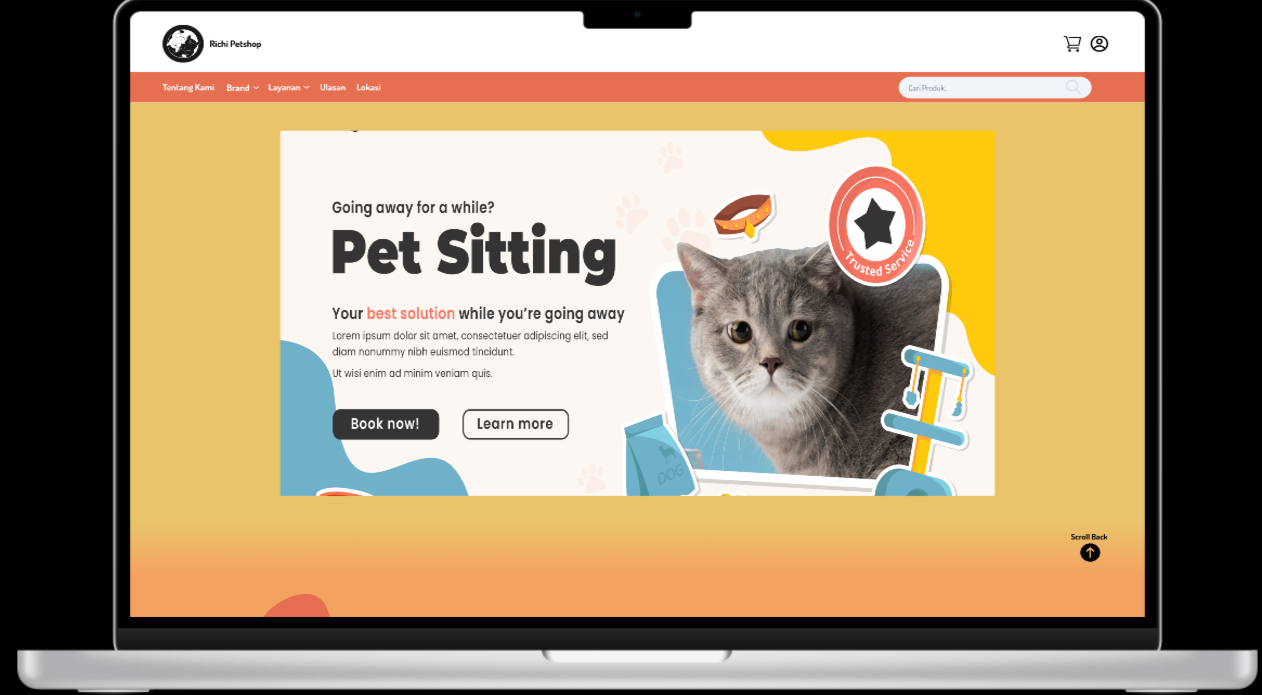 Richi Petshop
Tentang Kami Brand Layanan Ulasan Lokasi
Cari Produk..
Going away for a while?
Pet Sitting
Trusted Service
Your best solution while you're going away
Lorem ipsum dolor sit amet, consectetuer adipiscing elit, sed
diam nonummy nibh euismod tincidunt.
Ut wisi enim ad minim veniam quis.
Book now! Learn more
DOG
Scroll Back